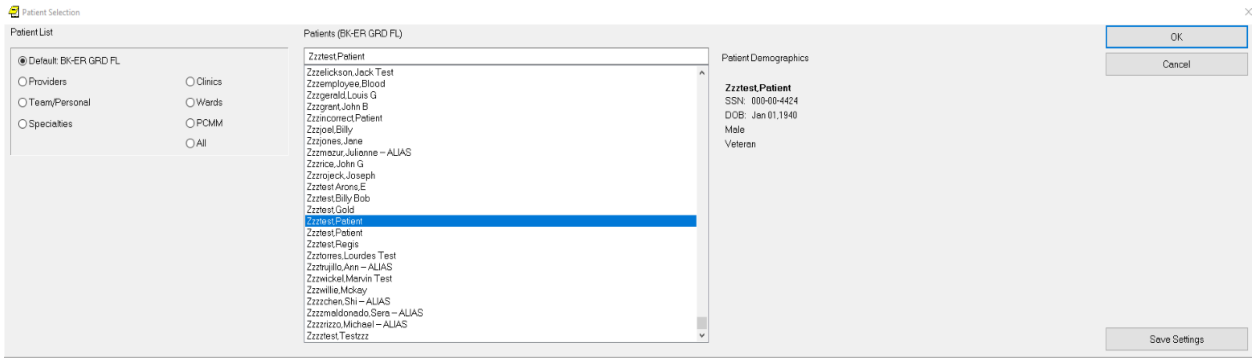 Patient Selection
Patient List
Default: BK-ER GRD FL
Providers
Clinics
Team/Personal
Wards
Specialties
PCMM
All
Patients (BK-ER GRD FL)
Zzztest,Patient
Zzzelickson,Jack Test
Zzzemployee,Blood
Zzzgerald,Louis G
Zzzgrant,John B
Zzzincorrect,Patient
Zzzjoel,Billy
Zzzjones,Jane
Zzzmazur,Julianne – ALIAS
Zzzrice,John G
Zzzrojeck,Joseph
Zzztest Arons,E
Zzztest,Billy Bob
Zzztest,Gold
Zzztest,Patient
Zzztest,Patient
Zzztest,Regis
Zzztorres,Lourdes Test
Zzztrujillo,Ann – ALIAS
Zzzwickel,Marvin Test
Zzzwillie,Mckay
Zzzzchen,Shi – ALIAS
Zzzzmaldonado,Sera – ALIAS
Zzzzrizzo,Michael – ALIAS
Zzzztest,Testzzz
Patient Demographics
Zzztest,Patient
SSN: 000-00-4424
DOB: Jan 01,1940
Male
Veteran
OK
Cancel
Save Settings